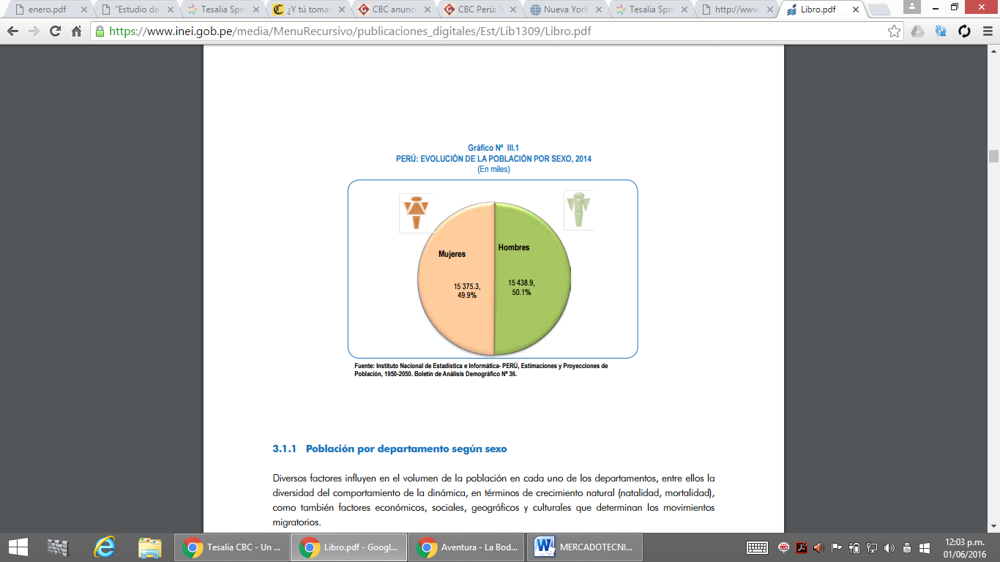 enero.pdf
"Estudio de
Tesalia Spri
¿Y tú tomas
CBC anunci
CBC Perú: 'E
Nueva York
Tesalia Spri
http://www
Libro.pdf
https://www.inei.gob.pe/media/MenuRecursivo/publicaciones_digitales/Est/Lib1309/Libro.pdf
Gráfico Nº III.1
PERÚ: EVOLUCIÓN DE LA POBLACIÓN POR SEXO, 2014
(En miles)
Mujeres
Hombres
15 375.3,
49.9%
15 438.9,
50.1%
Fuente: Instituto Nacional de Estadística e Informática- PERÚ, Estimaciones y Proyecciones de
Población, 1950-2050. Boletín de Análisis Demográfico Nº 36.
3.1.1 Población por departamento según sexo
Diversos factores influyen en el volumen de la población en cada uno de los departamentos, entre ellos la
diversidad del comportamiento de la dinámica, en términos de crecimiento natural (natalidad, mortalidad),
como también factores económicos, sociales, geográficos y culturales que determinan los movimientos
migratorios.
Tesalia CBC - Un ...
Libro.pdf - Googl...
Aventura - La Bod...
MERCADOTECNI...
12:03 p.m.
01/06/2016